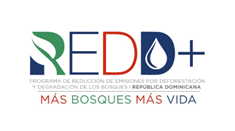 REDD+
PROGRAMA DE REDUCCIÓN DE EMISIONES POR DEFORESTACIÓN
Y DEGRADACIÓN DE LOS BOSQUES | REPÚBLICA DOMINICANA
MÁS BOSQUES MÁS VIDA